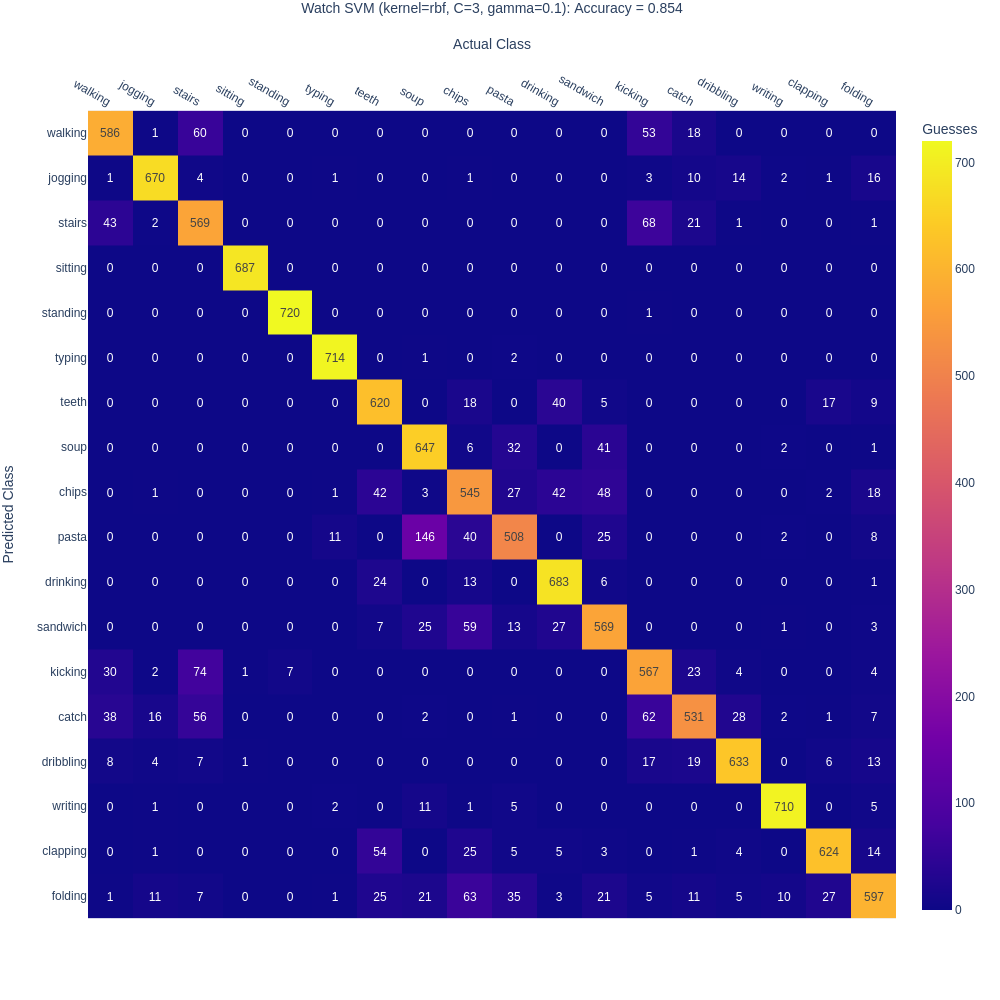 Watch SVM (kernel=rbf, C=3, gamma=0.1): Accuracy = 0.854
Actual Class
walking jogging stairs sitting standing typing teeth soup chips pasta drinking sandwich kicking catch dribbling writing clapping folding
Guesses
Predicted Class
walking 586 1 60 0 0 0 0 0 0 0 0 0 53 18 0 0 0 0
jogging 1 670 4 0 0 1 0 0 1 0 0 0 3 10 14 2 1 16
stairs 43 2 569 0 0 0 0 0 0 0 0 0 68 21 1 0 0 1
sitting 0 0 0 687 0 0 0 0 0 0 0 0 0 0 0 0 0 0
standing 0 0 0 0 720 0 0 0 0 0 0 0 1 0 0 0 0 0
typing 0 0 0 0 0 714 0 1 0 2 0 0 0 0 0 0 0 0
teeth 0 0 0 0 0 0 620 0 18 0 40 5 0 0 0 0 17 9
soup 0 0 0 0 0 0 0 647 6 32 0 41 0 0 0 2 0 1
chips 0 1 0 0 0 1 42 3 545 27 42 48 0 0 0 0 2 18
pasta 0 0 0 0 0 11 0 146 40 508 0 25 0 0 0 2 0 8
drinking 0 0 0 0 0 0 24 0 13 0 683 6 0 0 0 0 0 1
sandwich 0 0 0 0 0 0 7 25 59 13 27 569 0 0 0 1 0 3
kicking 30 2 74 1 7 0 0 0 0 0 0 0 567 23 4 0 0 4
catch 38 16 56 0 0 0 0 2 0 1 0 0 62 531 28 2 1 7
dribbling 8 4 7 1 0 0 0 0 0 0 0 0 17 19 633 0 6 13
writing 0 1 0 0 0 2 0 11 1 5 0 0 0 0 0 710 0 5
clapping 0 1 0 0 0 0 54 0 25 5 5 3 0 1 4 0 624 14
folding 1 11 7 0 0 1 25 21 63 35 3 21 5 11 5 10 27 597
700
600
500
400
300
200
100
0